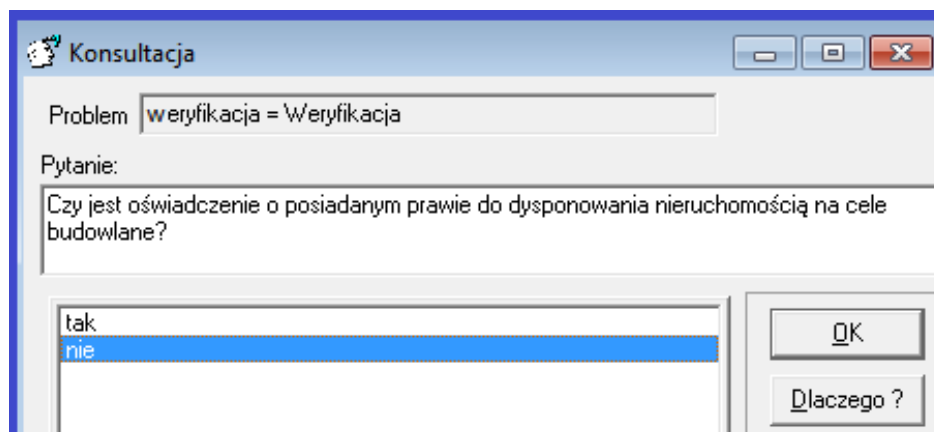 Konsultacja
Problem weryfikacja = Weryfikacja
Pytanie:
Czy jest oświadczenie o posiadanym prawie do dysponowania nieruchomością na cele
budowlane?
tak
nie
OK
Dlaczego ?